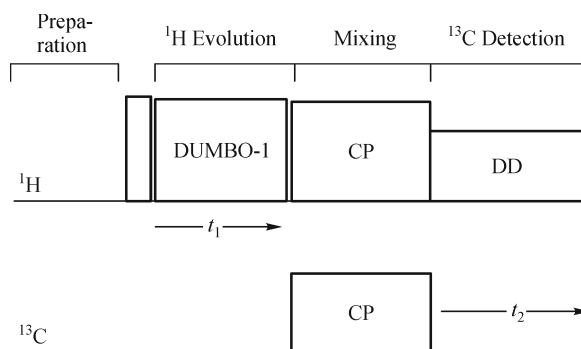 Prepa-
ration
¹H Evolution
Mixing
¹³C Detection
DUMBO-1
CP
DD
¹H
t₁
CP
t₂
¹³C